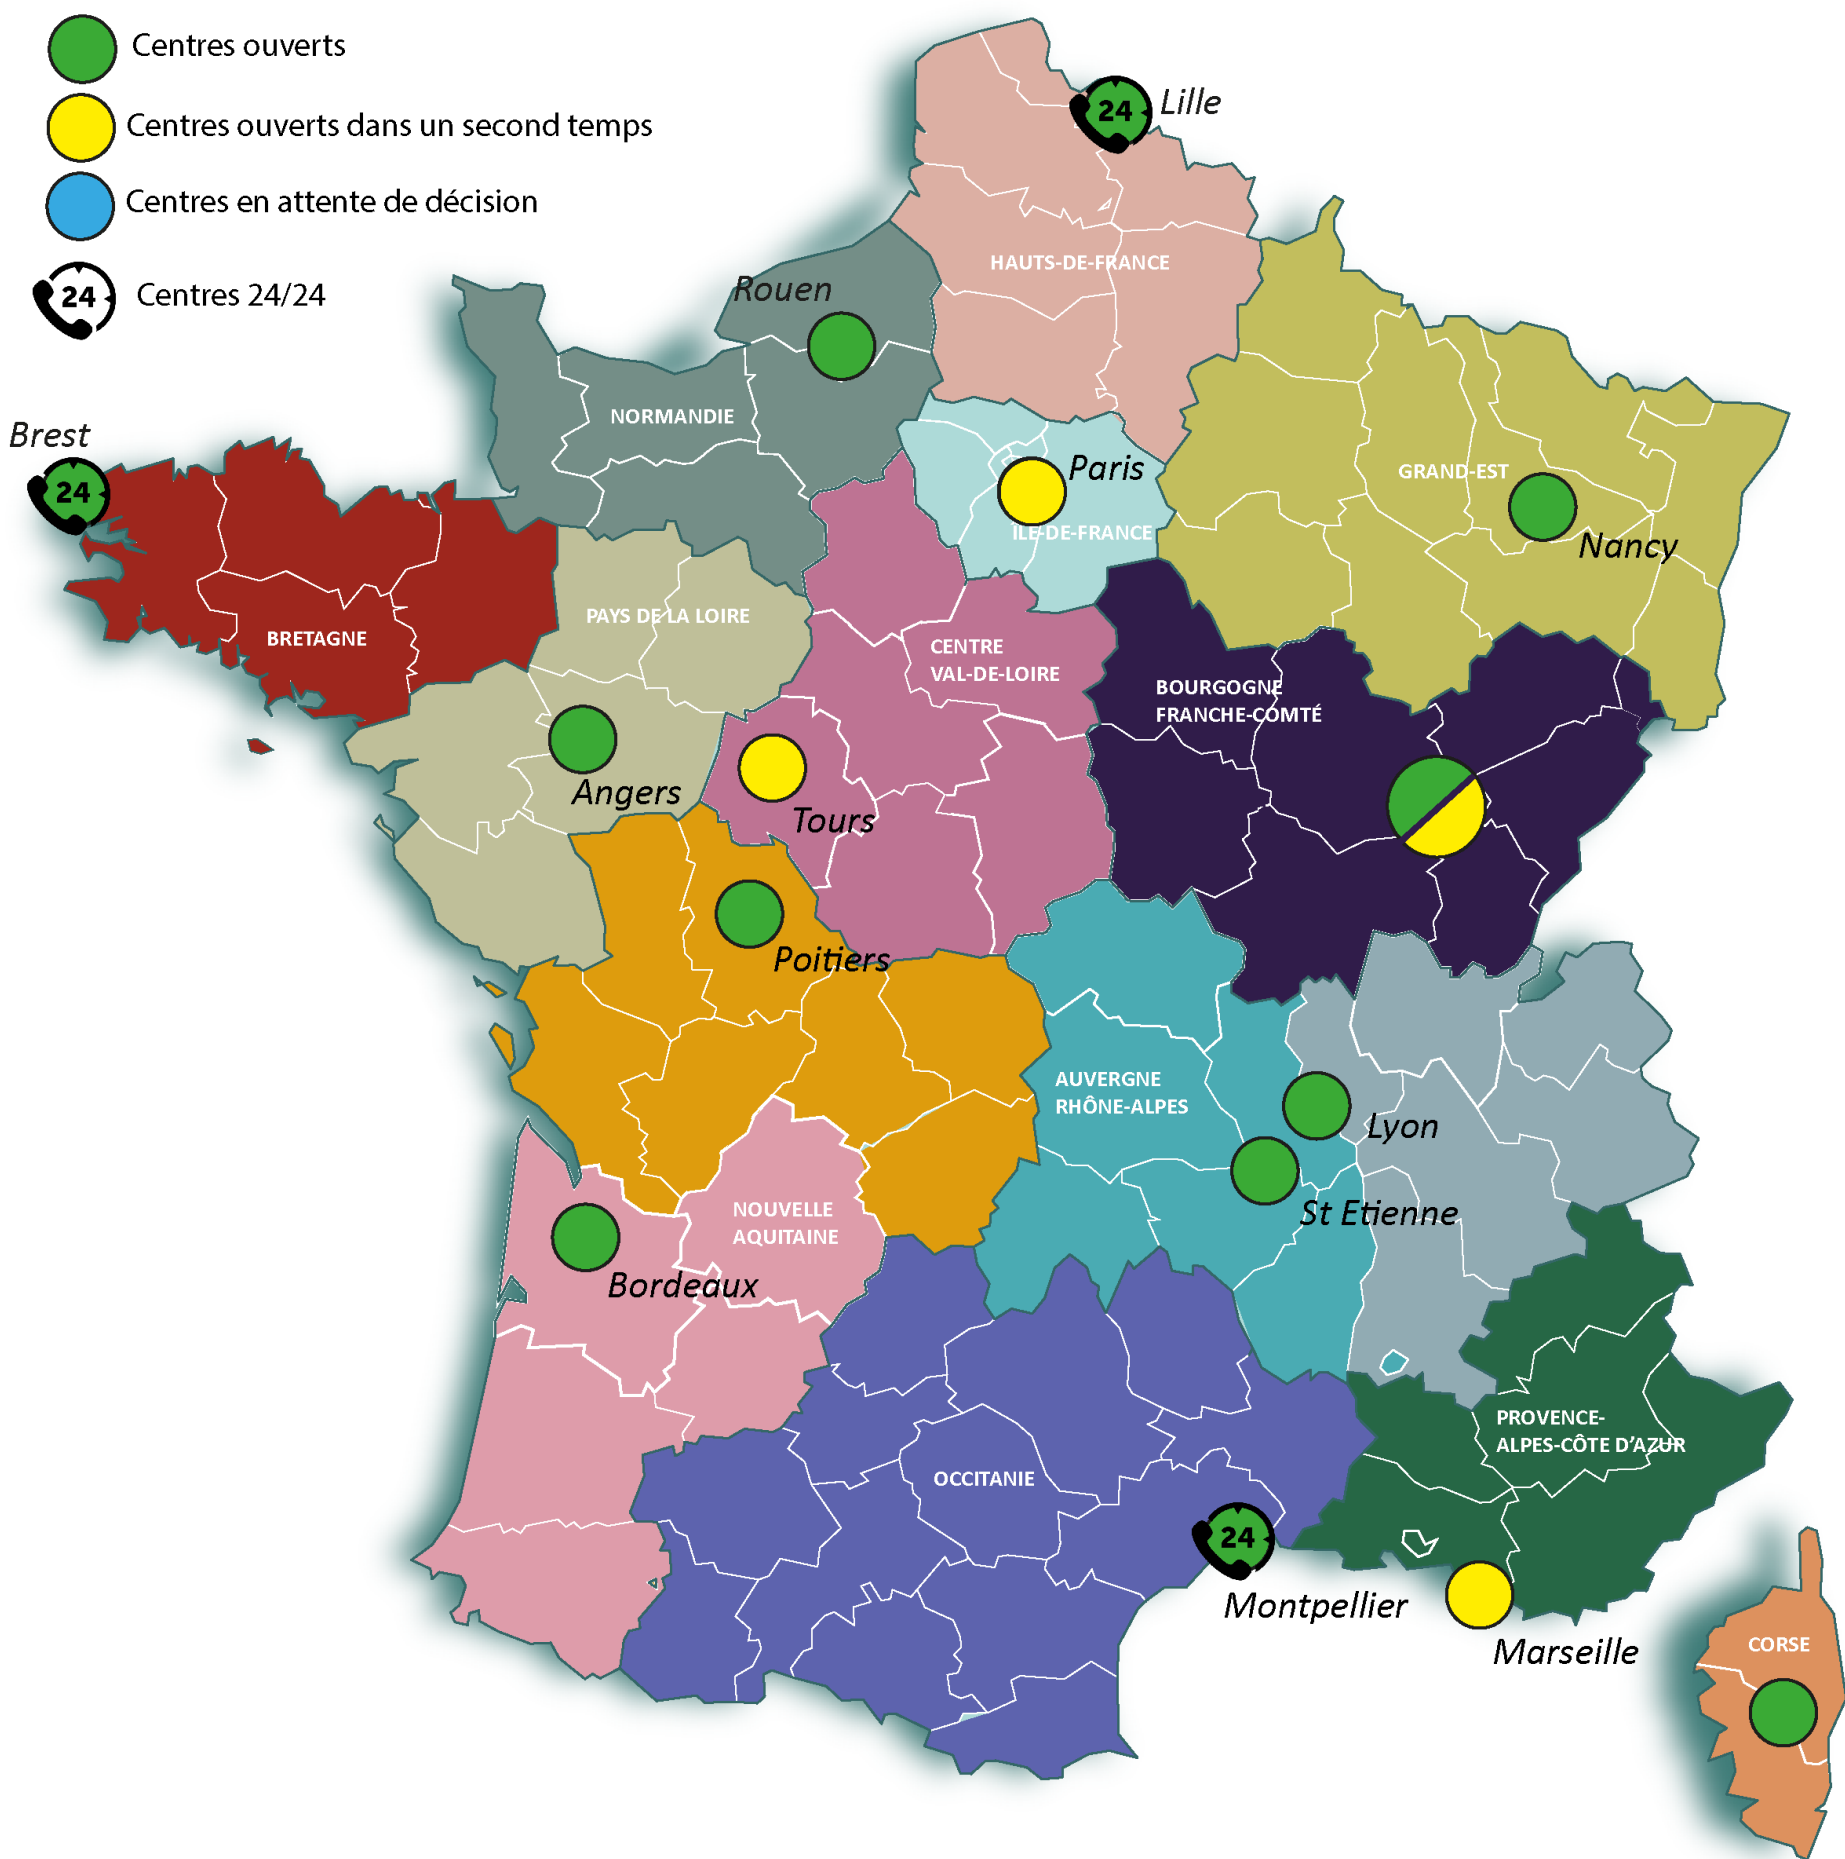 Centres ouverts
Centres ouverts dans un second temps
Centres en attente de décision
24
Centres 24/24
24
Lille
HAUTS-DE-FRANCE
Rouen
NORMANDIE
Brest
24
Paris
ÎLE-DE-FRANCE
GRAND-EST
Nancy
BRETAGNE
PAYS DE LA LOIRE
CENTRE
VAL-DE-LOIRE
BOURGOGNE
FRANCHE-COMTÉ
Angers
Tours
Poitiers
AUVERGNE
RHÔNE-ALPES
Lyon
St Etienne
NOUVELLE
AQUITAINE
Bordeaux
PROVENCE-
ALPES-CÔTE D'AZUR
OCCITANIE
24
Montpellier
Marseille
CORSE